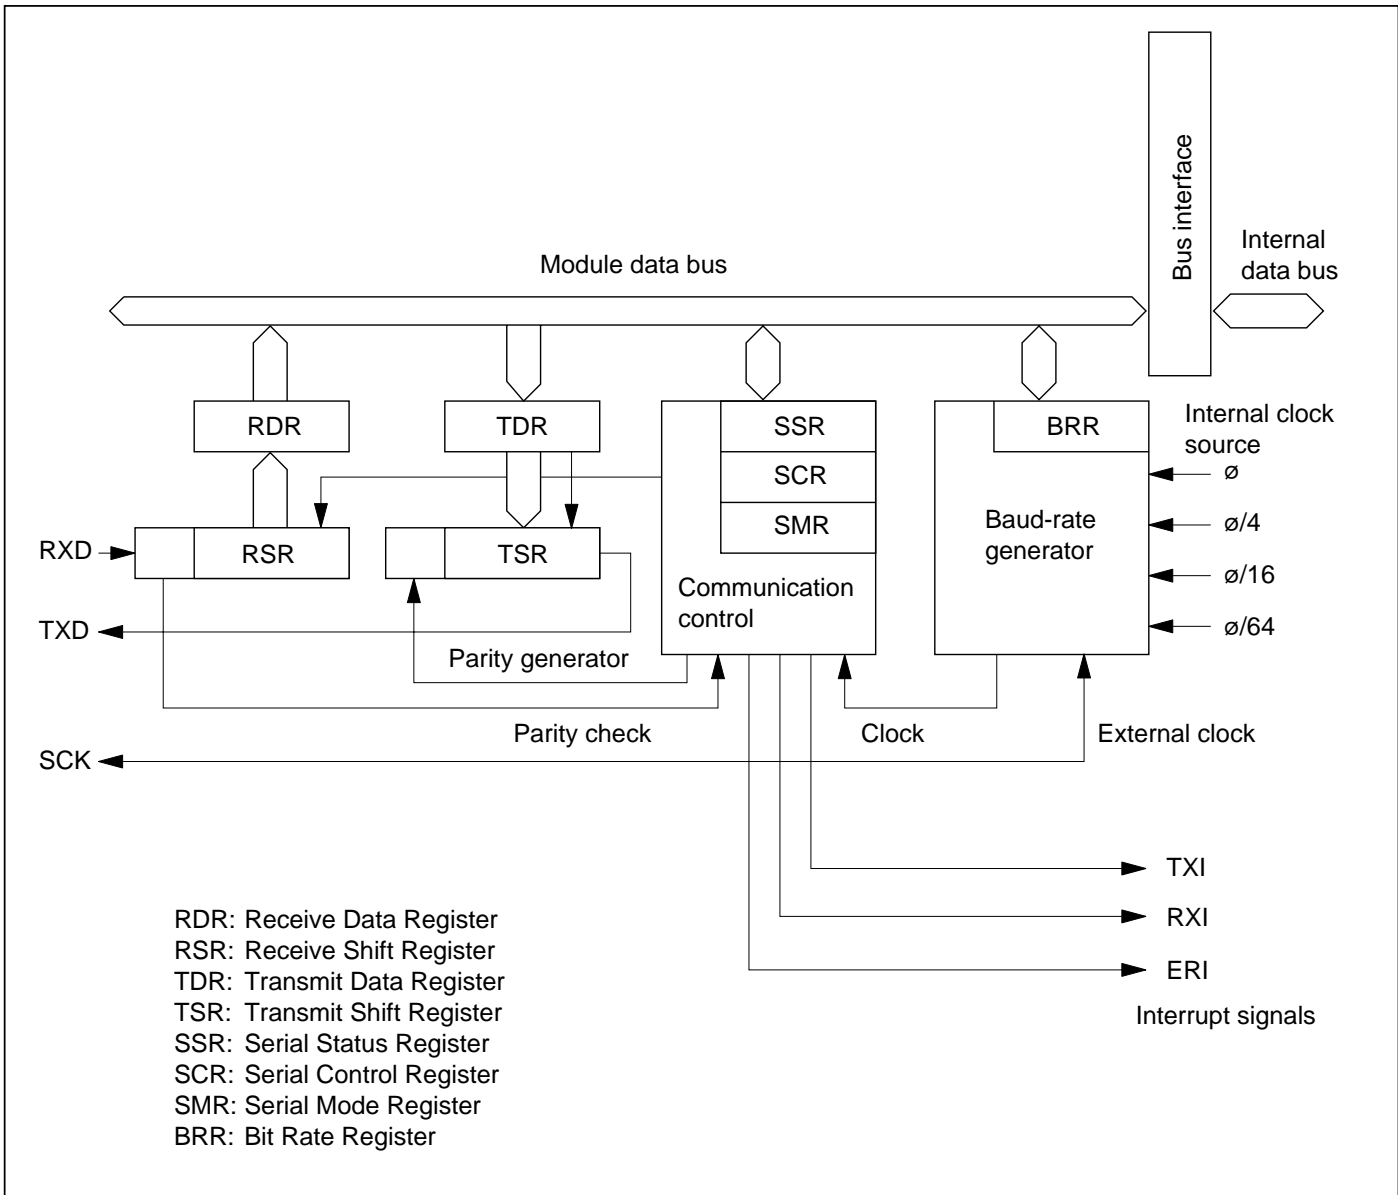 Bus interface
Internal
data bus
Module data bus
RDR
TDR
SSR
BRR
Internal clock
source
SCR
ø
RXD
RSR
TSR
SMR
Baud-rate
generator
ø/4
ø/16
Communication
control
TXD
ø/64
Parity generator
Parity check
Clock
External clock
SCK
TXI
RXI
ERI
Interrupt signals
RDR: Receive Data Register
RSR: Receive Shift Register
TDR: Transmit Data Register
TSR: Transmit Shift Register
SSR: Serial Status Register
SCR: Serial Control Register
SMR: Serial Mode Register
BRR: Bit Rate Register